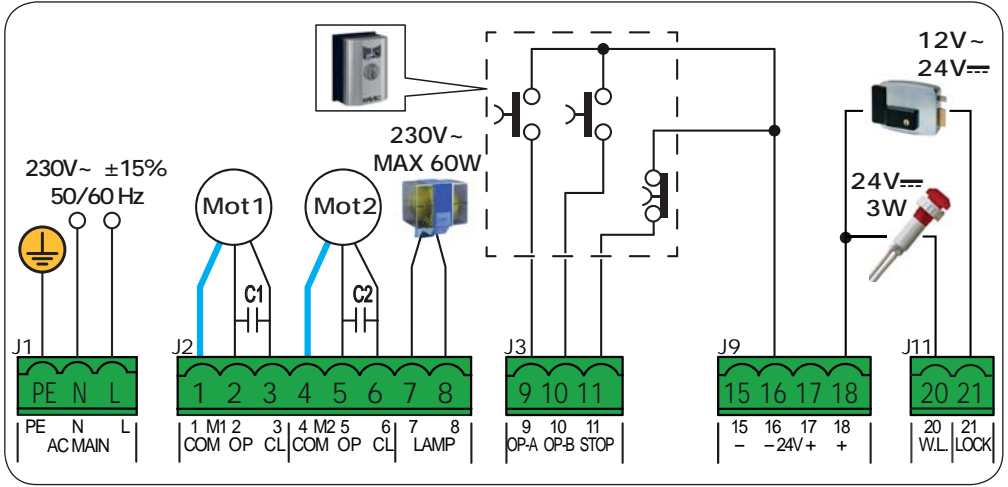 12V~
24V⎓
230V~
MAX 60W
230V~ ±15%
50/60 Hz
24V⎓
3W
Mot1
Mot2
C1
C2
J1
J2
J3
J9
J11
PE N L
1 2 3 4 5 6 7 8
9 10 11
15 16 17 18
20 21
PE N L
AC MAIN
1 M1 2 3
COM OP CL
4 M2 5 6
COM OP CL
7 8
LAMP
9 10 11
OP-A OP-B STOP
15 16 17 18
– –24V+ +
20 21
W.L. LOCK